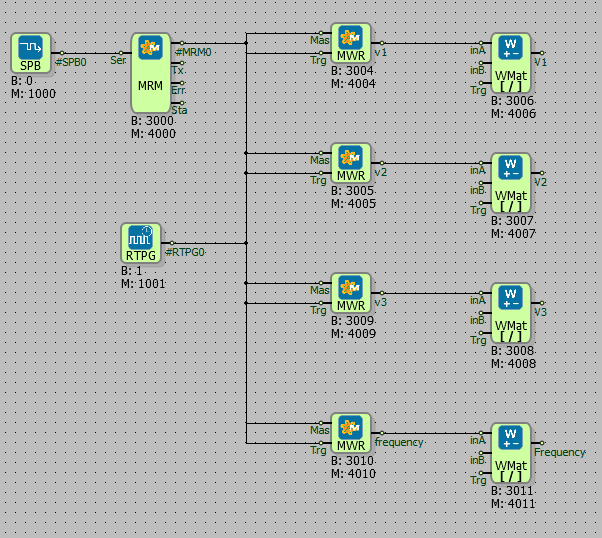 SPB
#SPB0
B: 0
M: 1000
Ser
MRM
#MRM0
Tx
Err
Sta
B: 3000
M: 4000
Mas
Trg
MWR
v1
B: 3004
M: 4004
inA
inB
Trg
W
WMat
[ / ]
V1
B: 3006
M: 4006
Mas
Trg
MWR
v2
B: 3005
M: 4005
inA
inB
Trg
W
WMat
[ / ]
V2
B: 3007
M: 4007
RTPG
#RTPG0
B: 1
M: 1001
Mas
Trg
MWR
v3
B: 3009
M: 4009
inA
inB
Trg
W
WMat
[ / ]
V3
B: 3008
M: 4008
Mas
Trg
MWR
frequency
B: 3010
M: 4010
inA
inB
Trg
W
WMat
[ / ]
Frequency
B: 3011
M: 4011